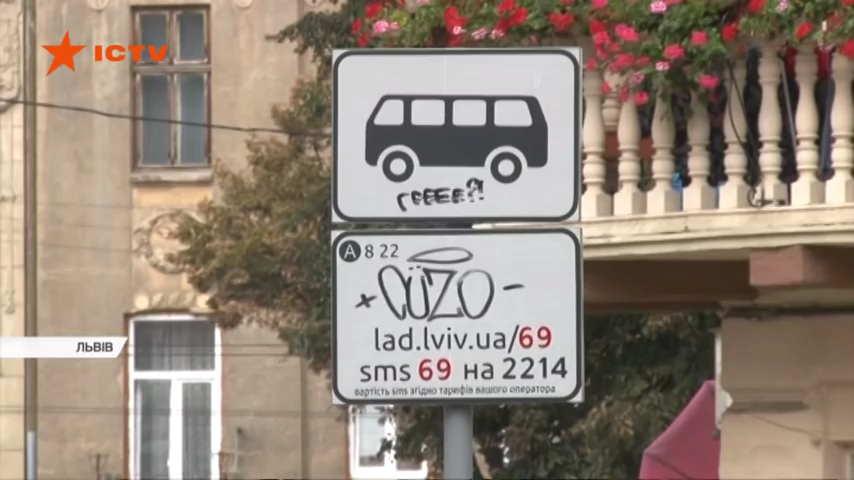 ICTV
A 8 22
lad.lviv.ua/69
sms 69 на 2214
вартість sms згідно тарифів вашого оператора
ЛЬВІВ